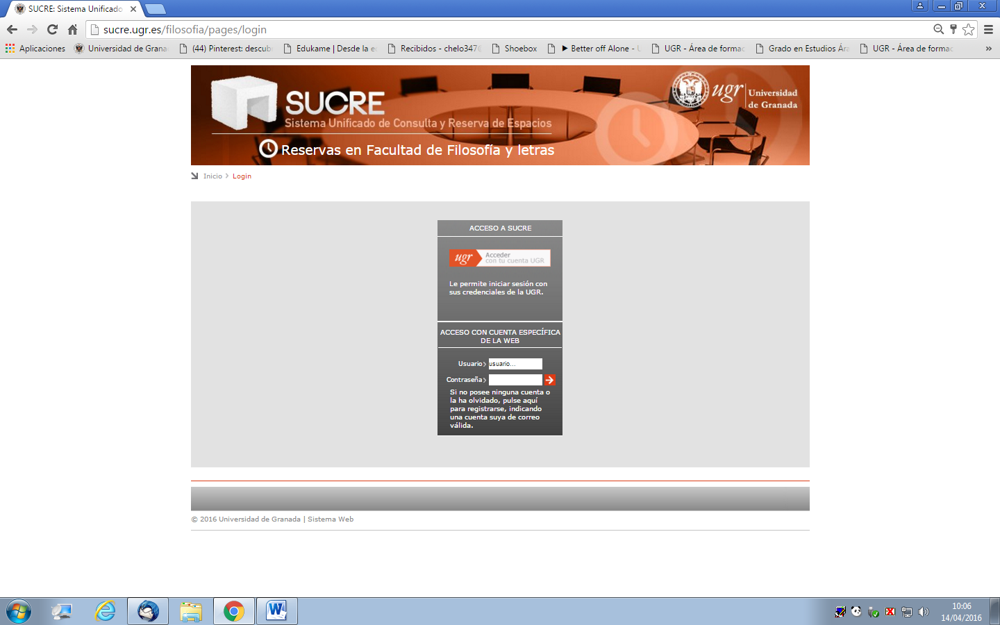 SUCRE: Sistema Unificado
sucre.ugr.es/filosofia/pages/login
Aplicaciones
Universidad de Grana
(44) Pinterest: descub
Edukame | Desde la e
Recibidos - chelo347
Shoebox
Better off Alone -
UGR - Área de formac
Grado en Estudios Ára
UGR - Área de formac
»
SUCRE
Sistema Unificado de Consulta y Reserva de Espacios
Reservas en Facultad de Filosofía y letras
ugr
Universidad
de Granada
Inicio > Login
ACCESO A SUCRE
ugr
Acceder
con tu cuenta UGR
Le permite iniciar sesión con
sus credenciales de la UGR.
ACCESO CON CUENTA ESPECÍFICA
DE LA WEB
Usuario usuario...
Contraseña
Si no posee ninguna cuenta o
la ha olvidado, pulse aquí
para registrarse, indicando
una cuenta suya de correo
válida.
© 2016 Universidad de Granada | Sistema Web
10:06
14/04/2016